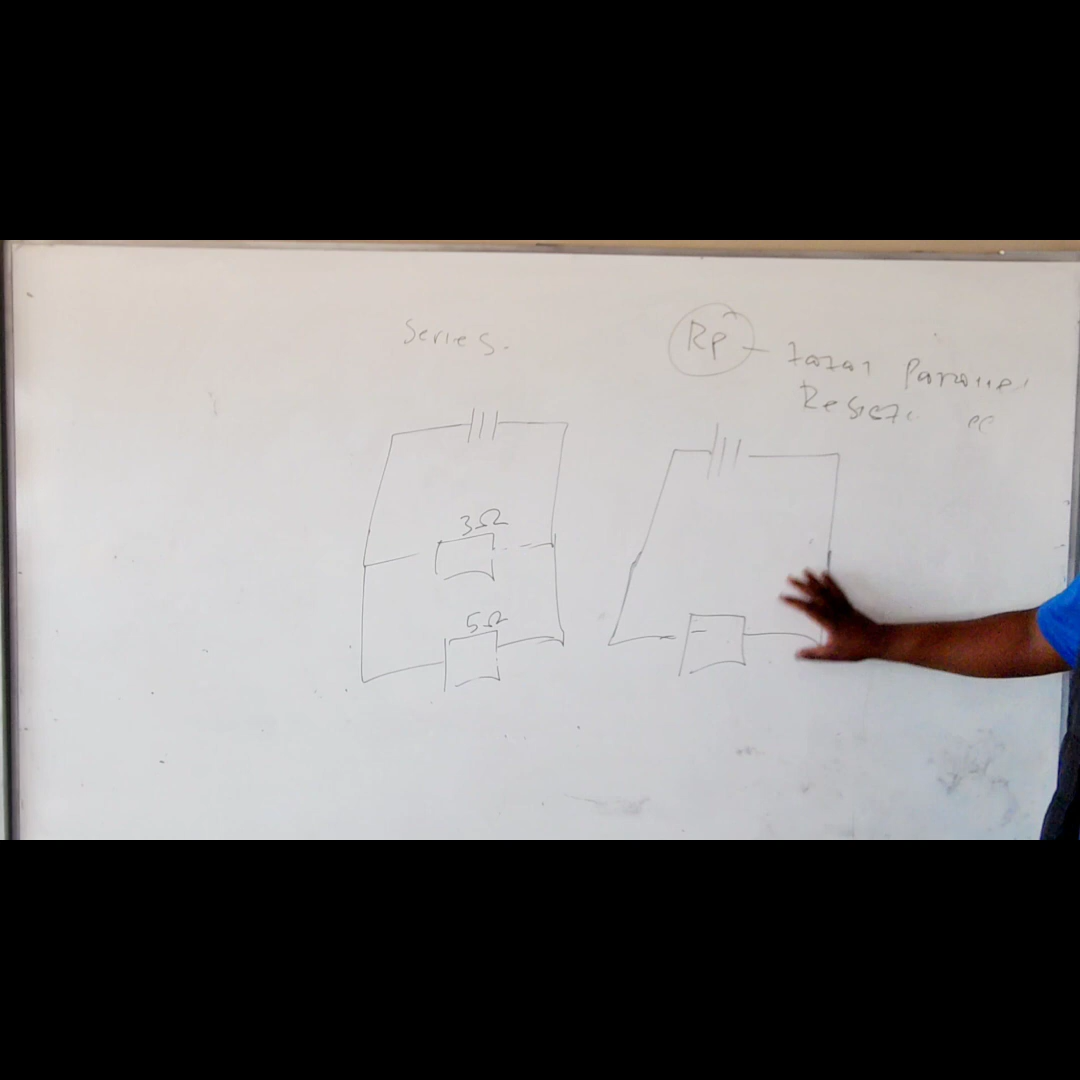 Series.
Rp - total Parallel
3Ω
5Ω